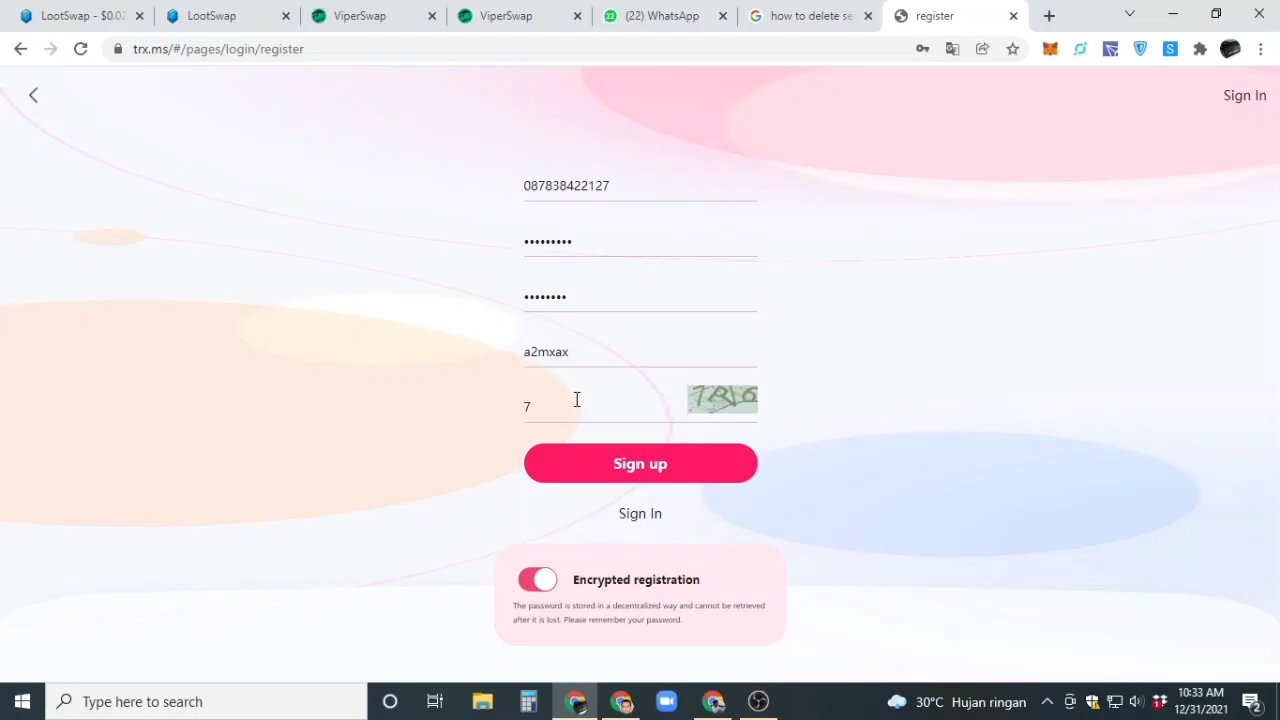 LootSwap - $0.02
LootSwap
ViperSwap
ViperSwap
(22) WhatsApp
how to delete se
register
trx.ms/#/pages/login/register
Sign In
087838422127
•••••••••
••••••••
a2mxax
7
Sign up
Sign In
Encrypted registration
The password is stored in a decentralized way and cannot be retrieved
after it is lost. Please remember your password.
Type here to search
30°C Hujan ringan
10:33 AM
12/31/2021